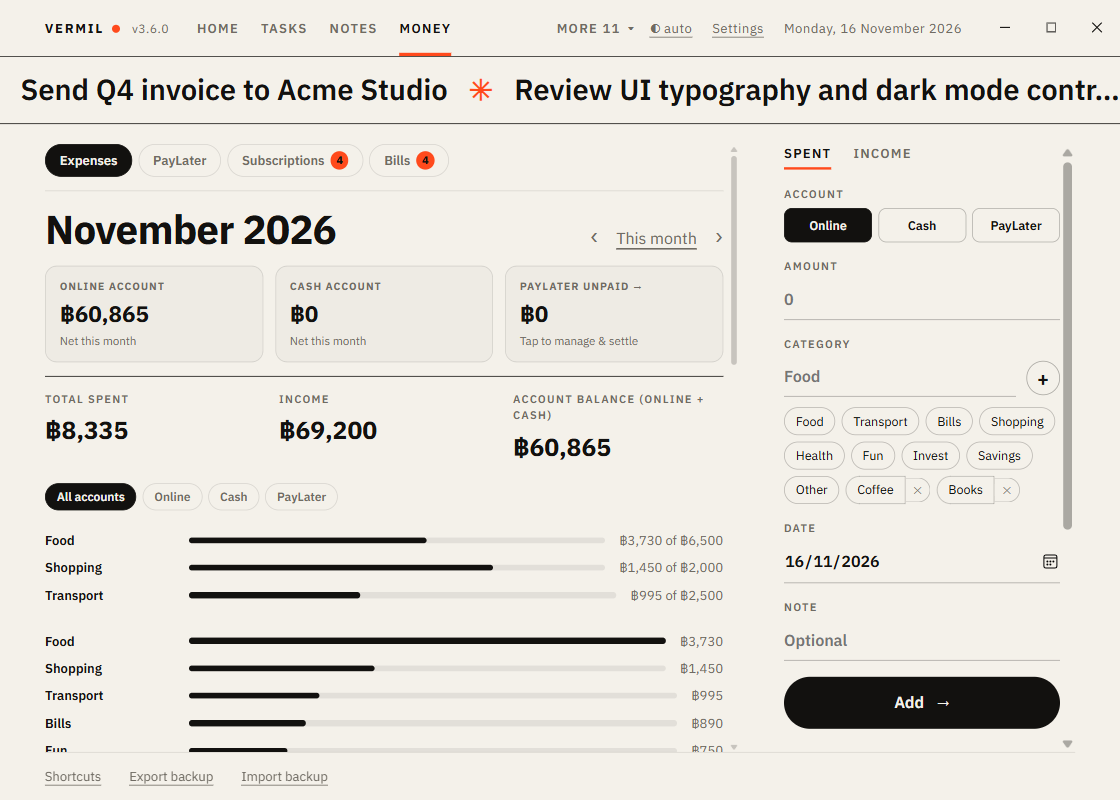 VERMIL v3.6.0 HOME TASKS NOTES MONEY MORE 11 auto Settings Monday, 16 November 2026
Send Q4 invoice to Acme Studio ✳ Review UI typography and dark mode contr...
Expenses PayLater Subscriptions 4 Bills 4
November 2026
‹ This month ›
ONLINE ACCOUNT
฿60,865
Net this month
CASH ACCOUNT
฿0
Net this month
PAYLATER UNPAID →
฿0
Tap to manage & settle
TOTAL SPENT
฿8,335
INCOME
฿69,200
ACCOUNT BALANCE (ONLINE +
CASH)
฿60,865
All accounts Online Cash PayLater
Food ฿3,730 of ฿6,500
Shopping ฿1,450 of ฿2,000
Transport ฿995 of ฿2,500
Food ฿3,730
Shopping ฿1,450
Transport ฿995
Bills ฿890
Fun ฿750
SPENT INCOME
ACCOUNT
Online Cash PayLater
AMOUNT
0
CATEGORY
Food +
Food Transport Bills Shopping
Health Fun Invest Savings
Other Coffee × Books ×
DATE
16/11/2026
NOTE
Optional
Add →
Shortcuts Export backup Import backup